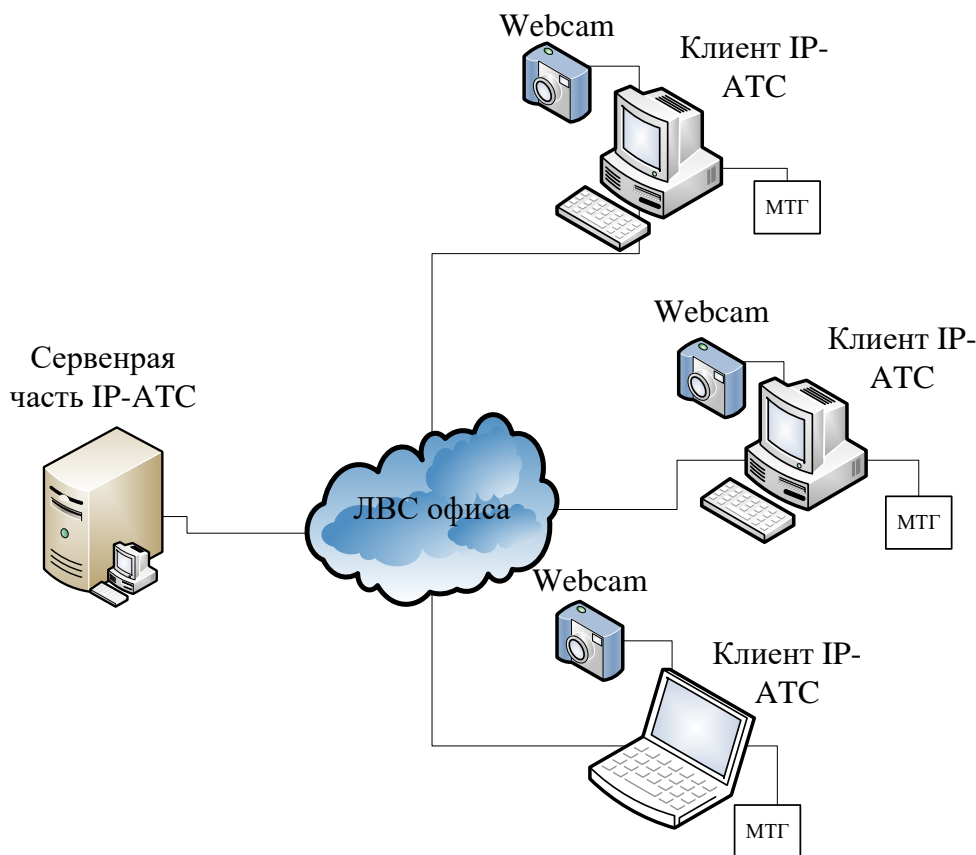 Webcam
Клиент IP-
АТС
МТГ
Webcam
Клиент IP-
АТС
МТГ
Сервенрая
часть IP-АТС
ЛВС офиса
Webcam
Клиент IP-
АТС
МТГ